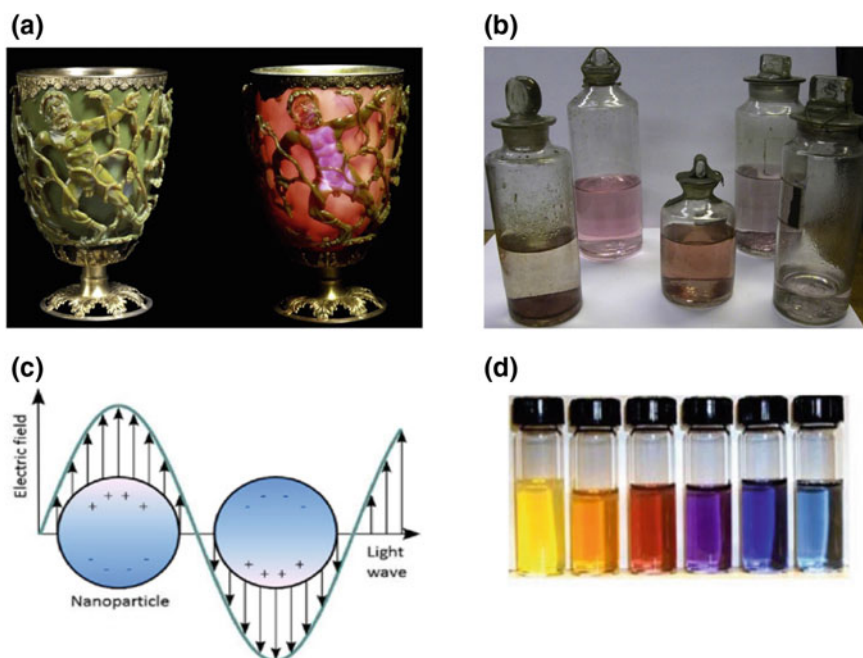 (a)
(b)
(c)
Electric field
+ + + +
+ +
- - - -
- -
- - - -
- -
+ + + +
+ +
Light
wave
Nanoparticle
(d)